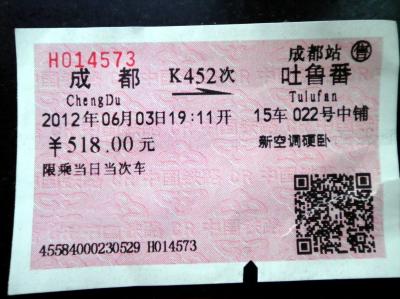 H014573 成都站 售
成都 K452次 吐鲁番
ChengDu Tulufan
2012年06月03日19:11开 15车022号中铺
￥518.00元 新空调硬卧
限乘当日当次车
45584000230529 H014573